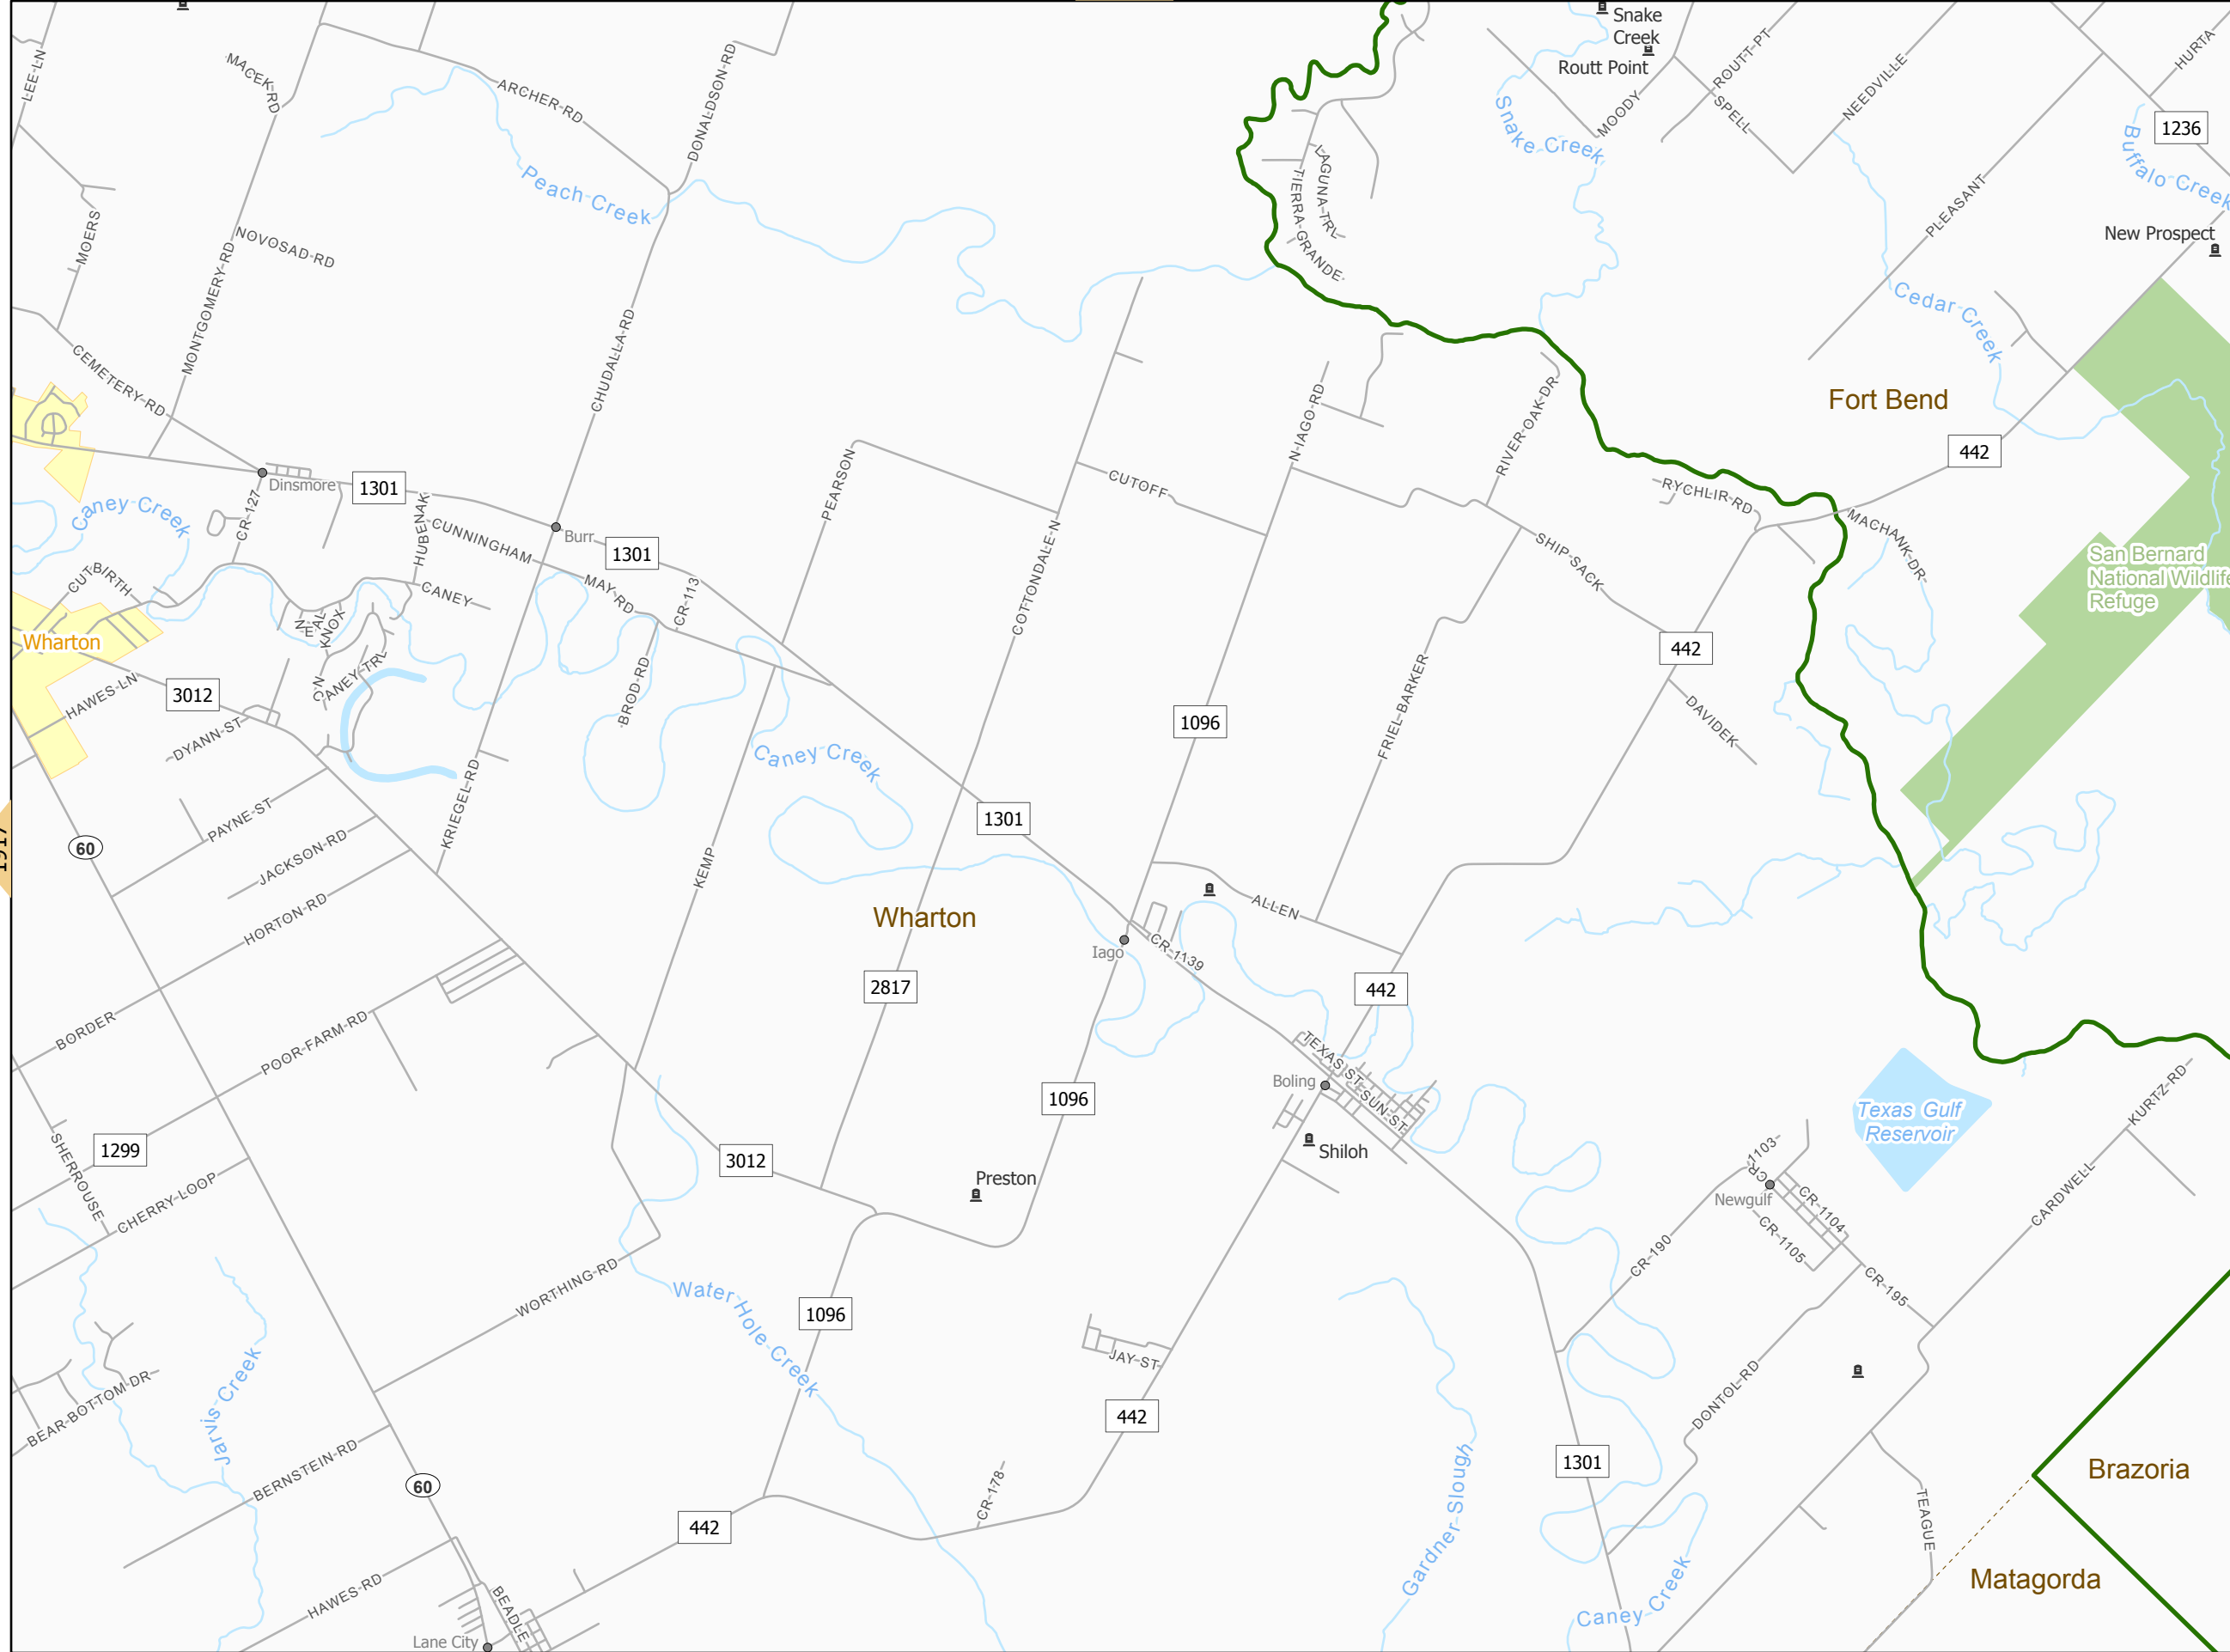 Snake
Creek
Routt Point
LEE-LN
MACEK-RD
ARCHER-RD
DONALDSON-RD
MOODY
ROUTT-PT
SPELL
NEEDVILLE
HURTA
1236
Snake-Creek
Buffalo-Creek
Peach-Creek
LAGUNA-TRL
TIERRA-GRANDE
PLEASANT
New Prospect
MOERS
NOVOSAD-RD
MONTGOMERY-RD
CHUDALLA-RD
Cedar-Creek
CEMETERY-RD
Fort Bend
N-IAGO-RD
RIVER-OAK-DR
442
Dinsmore
1301
PEARSON
CUTOFF
RYCHLIR-RD
MACHANK-DR
Caney-Creek
CR-127
HUBENAK
CUNNINGHAM
Burr
1301
COTTONDALE-N
SHIP-SACK
San Bernard
National Wildlife
Refuge
CUT
BIRTH
CANEY
MAY-RD
CR-113
NEAL
KNOX
Wharton
442
CANEY-TRL
N-C
HAWES-LN
3012
BROD-RD
FRIEL-BARKER
DAVIDEK
DYANN-ST
1096
Caney-Creek
PAYNE-ST
KRIEGEL-RD
1301
60
1917
JACKSON-RD
KEMP
HORTON-RD
Wharton
ALLEN
Iago
CR-1139
2817
442
BORDER
POOR-FARM-RD
TEXAS-ST
Boling
SUN-ST
1096
Texas Gulf
Reservoir
KURTZ-RD
SHERROUSE
1299
3012
Shiloh
Preston
1103
CR
Newgulf
CR-1104
CR-1105
CARDWELL
CHERRY-LOOP
CR-190
CR-195
WORTHING-RD
Water-Hole-Creek
1096
JAY-ST
Jarvis-Creek
BEAR-BOTTOM-DR
DONTOL-RD
442
Gardner-Slough
1301
Brazoria
BERNSTEIN-RD
60
CR-178
442
TEAGUE
Matagorda
HAWES-RD
BEADLE
Caney-Creek
Lane City